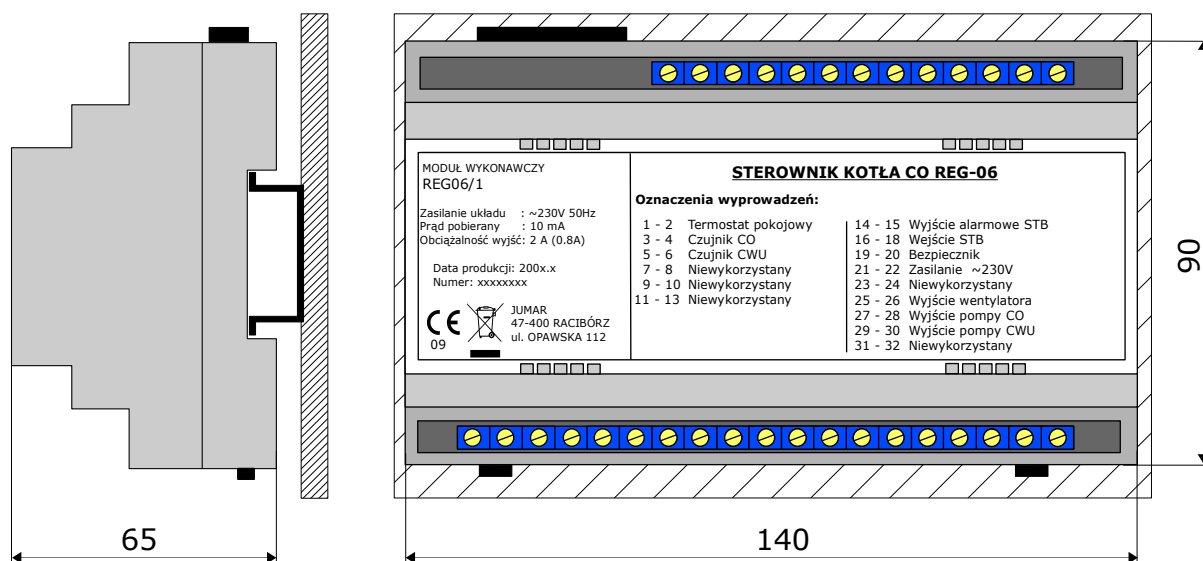 MODUŁ WYKONAWCZY
REG06/1
Zasilanie układu : ~230V 50Hz
Prąd pobierany : 10 mA
Obciążalność wyjść: 2 A (0.8A)
Data produkcji: 200x.x
Numer: xxxxxxxx
CE
09
JUMAR
47-400 RACIBÓRZ
ul. OPAWSKA 112
STEROWNIK KOTŁA CO REG-06
Oznaczenia wyprowadzeń:
1 - 2 Termostat pokojowy
3 - 4 Czujnik CO
5 - 6 Czujnik CWU
7 - 8 Niewykorzystany
9 - 10 Niewykorzystany
11 - 13 Niewykorzystany
14 - 15 Wyjście alarmowe STB
16 - 18 Wejście STB
19 - 20 Bezpiecznik
21 - 22 Zasilanie ~230V
23 - 24 Niewykorzystany
25 - 26 Wyjście wentylatora
27 - 28 Wyjście pompy CO
29 - 30 Wyjście pompy CWU
31 - 32 Niewykorzystany
90
65
140